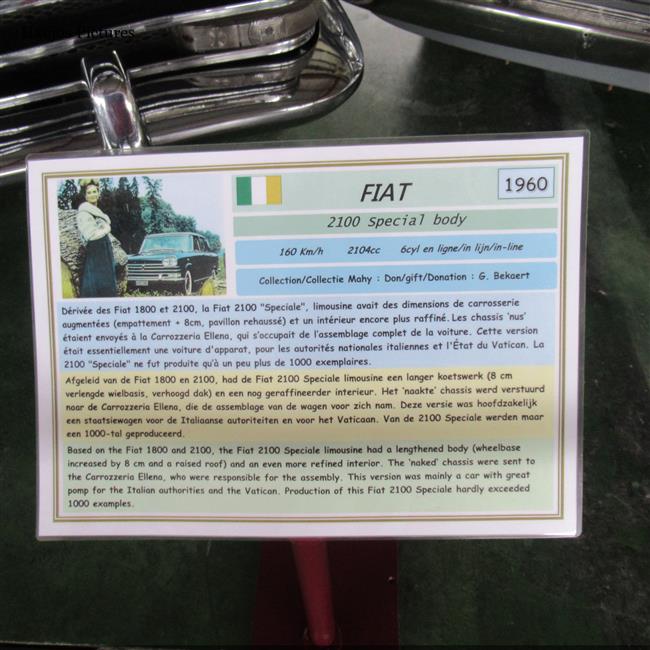 FIAT
1960
2100 Special body
160 Km/h 2104cc 6cyl en ligne/in lijn/in-line
Collection/Collectie Mahy : Don/gift/Donation : G. Bekaert
Dérivée des Fiat 1800 et 2100, la Fiat 2100 "Speciale", limousine avait des dimensions de carrosserie
augmentées (empattement + 8cm, pavillon rehaussé) et un intérieur encore plus raffiné. Les chassis 'nus'
étaient envoyés à la Carrozzeria Ellena, qui s'occupait de l'assemblage complet de la voiture. Cette version
était essentiellement une voiture d'apparat, pour les autorités nationales italiennes et l'État du Vatican. La
2100 "Speciale" ne fut produite qu'à un peu plus de 1000 exemplaires.
Afgeleid van de Fiat 1800 en 2100, had de Fiat 2100 Speciale limousine een langer koetswerk (8 cm
verlengde wielbasis, verhoogd dak) en een nog geraffineerder interieur. Het 'naakte' chassis werd verstuurd
naar de Carrozzeria Ellena, die de assemblage van de wagen voor zich nam. Deze versie was hoofdzakelijk
een staatsiewagen voor de Italiaanse autoriteiten en voor het Vaticaan. Van de 2100 Speciale werden maar
een 1000-tal geproduceerd.
Based on the Fiat 1800 and 2100, the Fiat 2100 Speciale limousine had a lengthened body (wheelbase
increased by 8 cm and a raised roof) and an even more refined interior. The 'naked' chassis were sent to
the Carrozzeria Ellena, who were responsible for the assembly. This version was mainly a car with great
pomp for the Italian authorities and the Vatican. Production of this Fiat 2100 Speciale hardly exceeded
1000 examples.